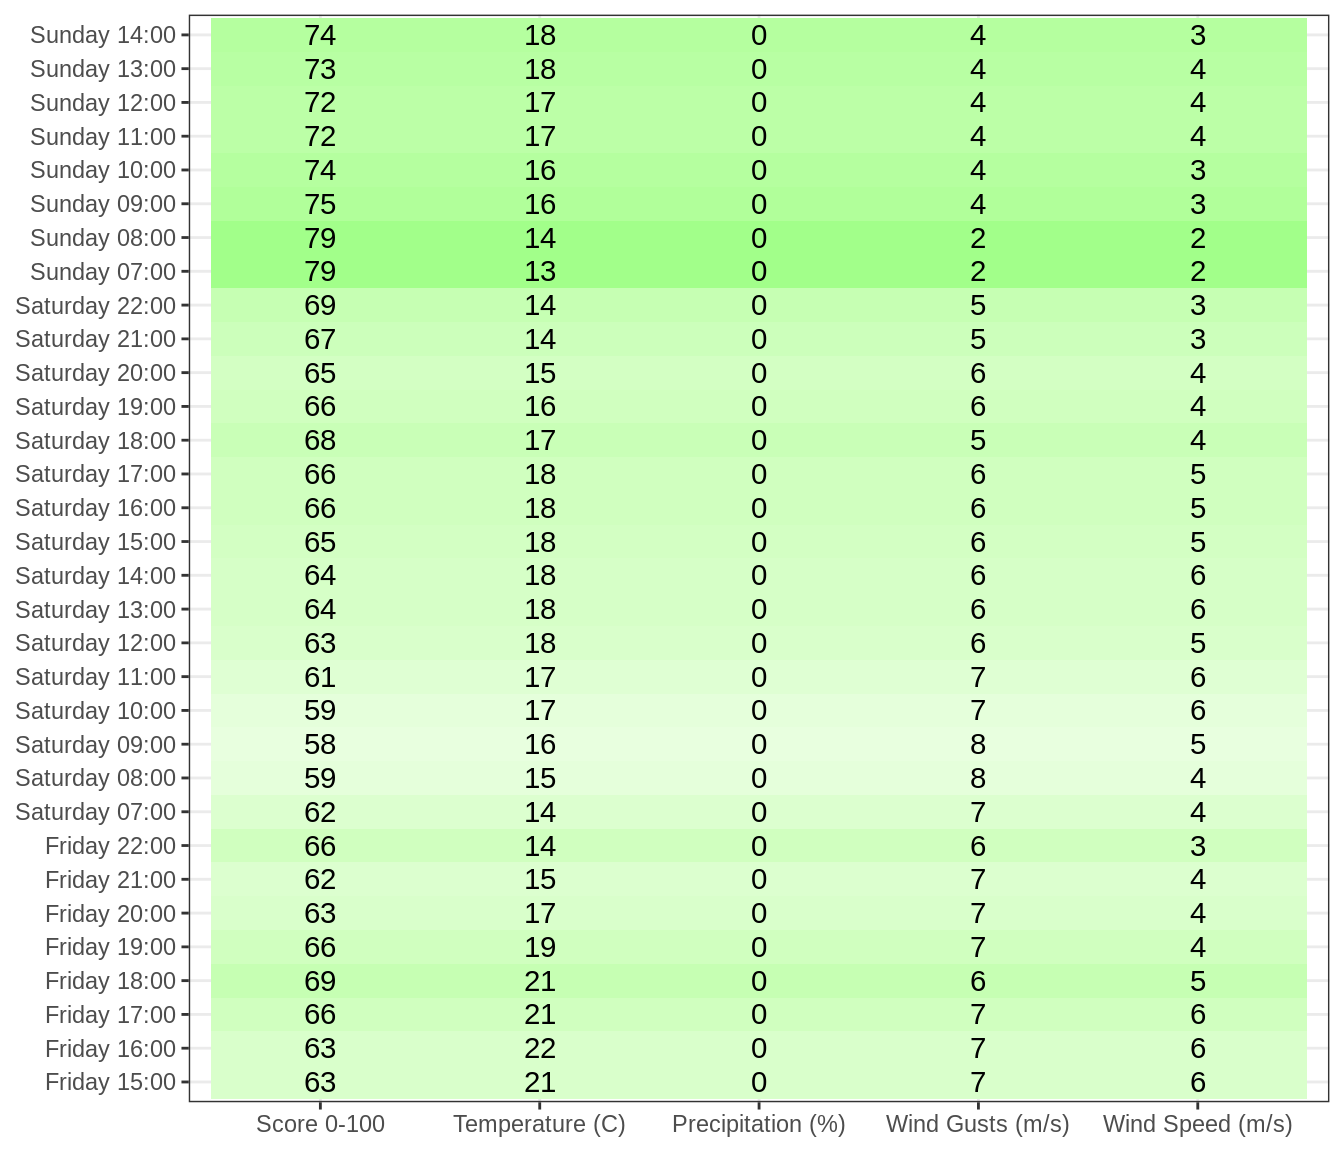 Sunday 14:00 74 18 0 4 3
Sunday 13:00 73 18 0 4 4
Sunday 12:00 72 17 0 4 4
Sunday 11:00 72 17 0 4 4
Sunday 10:00 74 16 0 4 3
Sunday 09:00 75 16 0 4 3
Sunday 08:00 79 14 0 2 2
Sunday 07:00 79 13 0 2 2
Saturday 22:00 69 14 0 5 3
Saturday 21:00 67 14 0 5 3
Saturday 20:00 65 15 0 6 4
Saturday 19:00 66 16 0 6 4
Saturday 18:00 68 17 0 5 4
Saturday 17:00 66 18 0 6 5
Saturday 16:00 66 18 0 6 5
Saturday 15:00 65 18 0 6 5
Saturday 14:00 64 18 0 6 6
Saturday 13:00 64 18 0 6 6
Saturday 12:00 63 18 0 6 5
Saturday 11:00 61 17 0 7 6
Saturday 10:00 59 17 0 7 6
Saturday 09:00 58 16 0 8 5
Saturday 08:00 59 15 0 8 4
Saturday 07:00 62 14 0 7 4
Friday 22:00 66 14 0 6 3
Friday 21:00 62 15 0 7 4
Friday 20:00 63 17 0 7 4
Friday 19:00 66 19 0 7 4
Friday 18:00 69 21 0 6 5
Friday 17:00 66 21 0 7 6
Friday 16:00 63 22 0 7 6
Friday 15:00 63 21 0 7 6
Score 0-100 Temperature (C) Precipitation (%) Wind Gusts (m/s) Wind Speed (m/s)